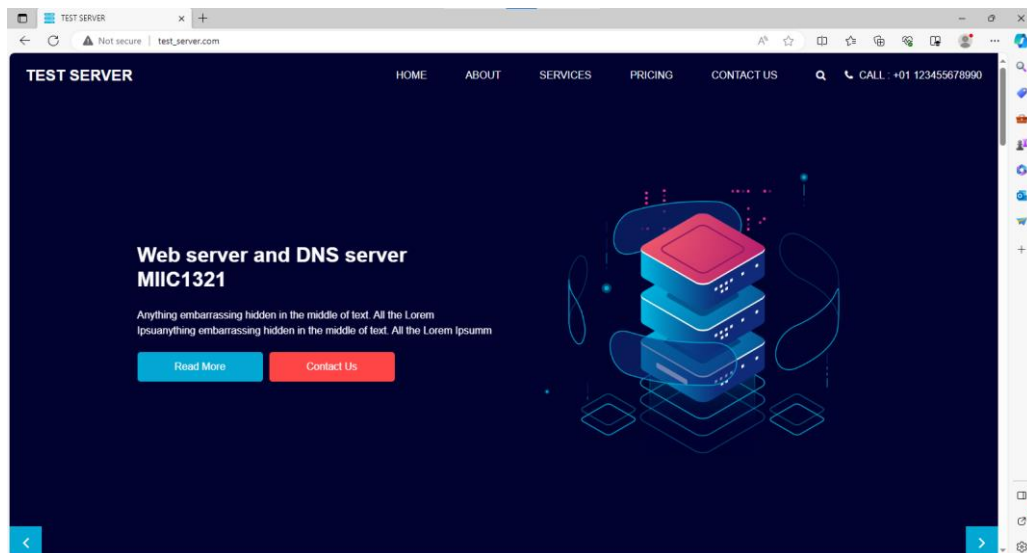 TEST SERVER
Not secure | test_server.com
TEST SERVER HOME ABOUT SERVICES PRICING CONTACT US CALL : +01 123455678990
Web server and DNS server
MIIC1321
Anything embarrassing hidden in the middle of text. All the Lorem
Ipsuanything embarrassing hidden in the middle of text. All the Lorem Ipsumm
Read More Contact Us